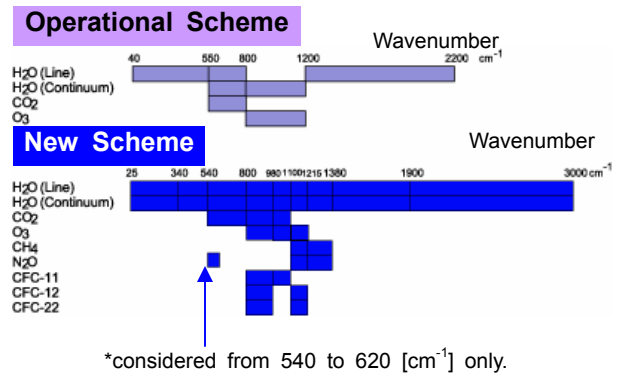 Operational Scheme
Wavenumber
40 550 800 1200 2200 cm-1
H2O (Line)
H2O (Continuum)
CO2
O3
New Scheme
Wavenumber
25 340 540 800 980 1100 1215 1380 1900 3000 cm-1
H2O (Line)
H2O (Continuum)
CO2
O3
CH4
N2O
CFC-11
CFC-12
CFC-22
*considered from 540 to 620 [cm-1] only.